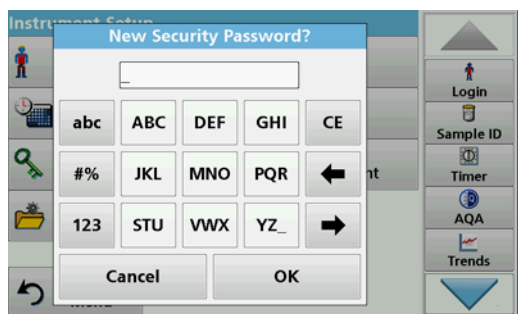 Instrument Setup
New Security Password?
_
abc ABC DEF GHI CE
#% JKL MNO PQR
123 STU VWX YZ_
Cancel OK
Menu
Login
Sample ID
Timer
AQA
Trends